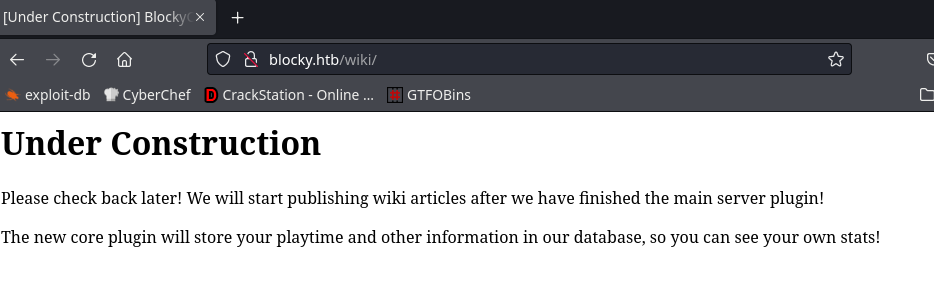 [Under Construction] Blocky
blocky.htb/wiki/
exploit-db CyberChef CrackStation - Online ... GTFOBins
Under Construction
Please check back later! We will start publishing wiki articles after we have finished the main server plugin!
The new core plugin will store your playtime and other information in our database, so you can see your own stats!